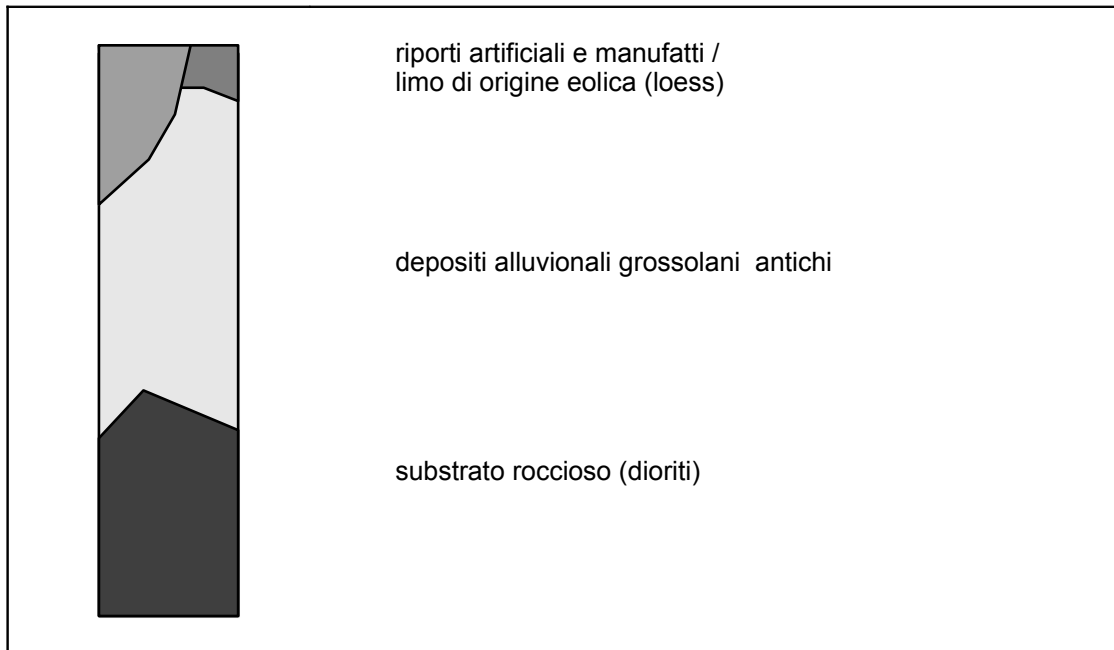 riporti artificiali e manufatti /
limo di origine eolica (loess)
depositi alluvionali grossolani  antichi
substrato roccioso (dioriti)